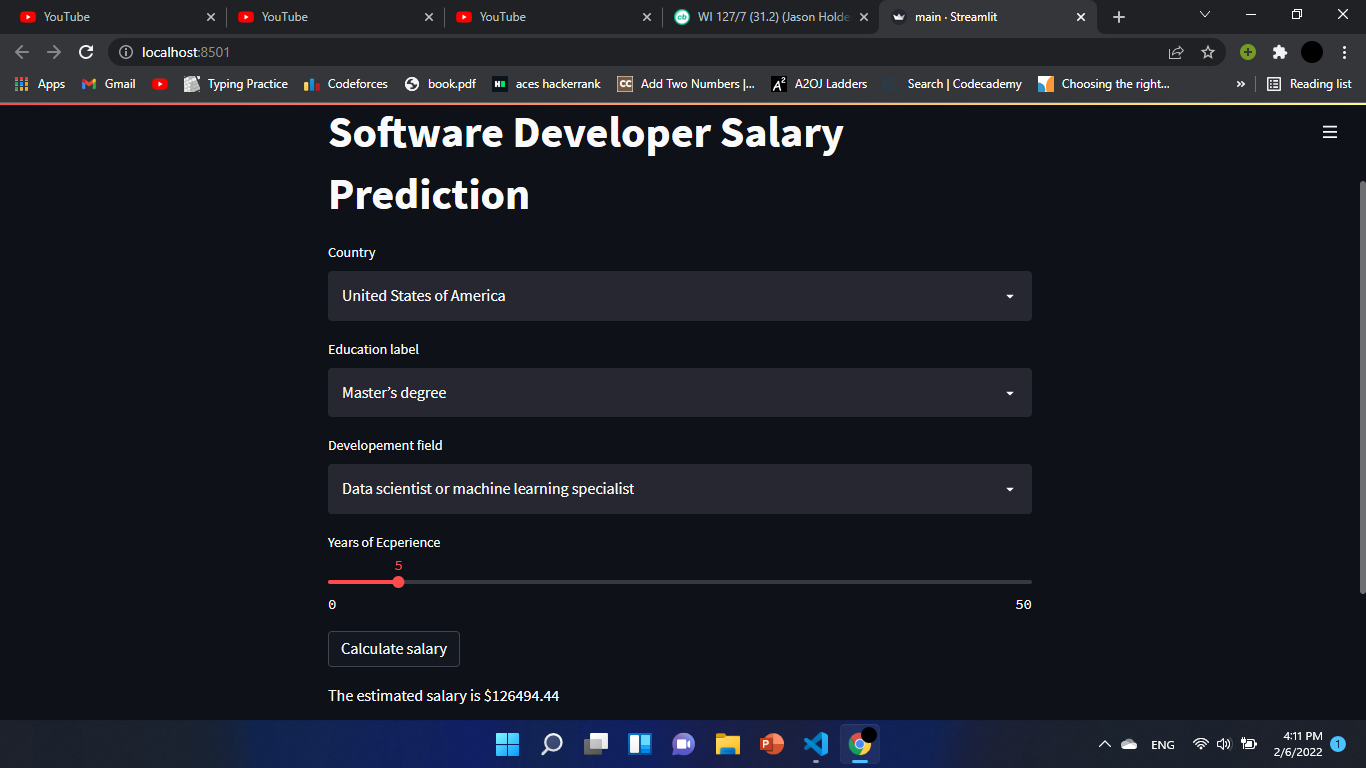 YouTube
YouTube
YouTube
cb
WI 127/7 (31.2) (Jason Holde
main · Streamlit
localhost:8501
Apps
Gmail
Typing Practice
Codeforces
book.pdf
aces hackerrank
CC
Add Two Numbers |...
A2OJ Ladders
Search | Codecademy
Choosing the right...
»
Reading list
Software Developer Salary
Prediction
Country
United States of America
Education label
Master’s degree
Developement field
Data scientist or machine learning specialist
Years of Ecperience
5
0
50
Calculate salary
The estimated salary is $126494.44
ENG
4:11 PM
2/6/2022
1